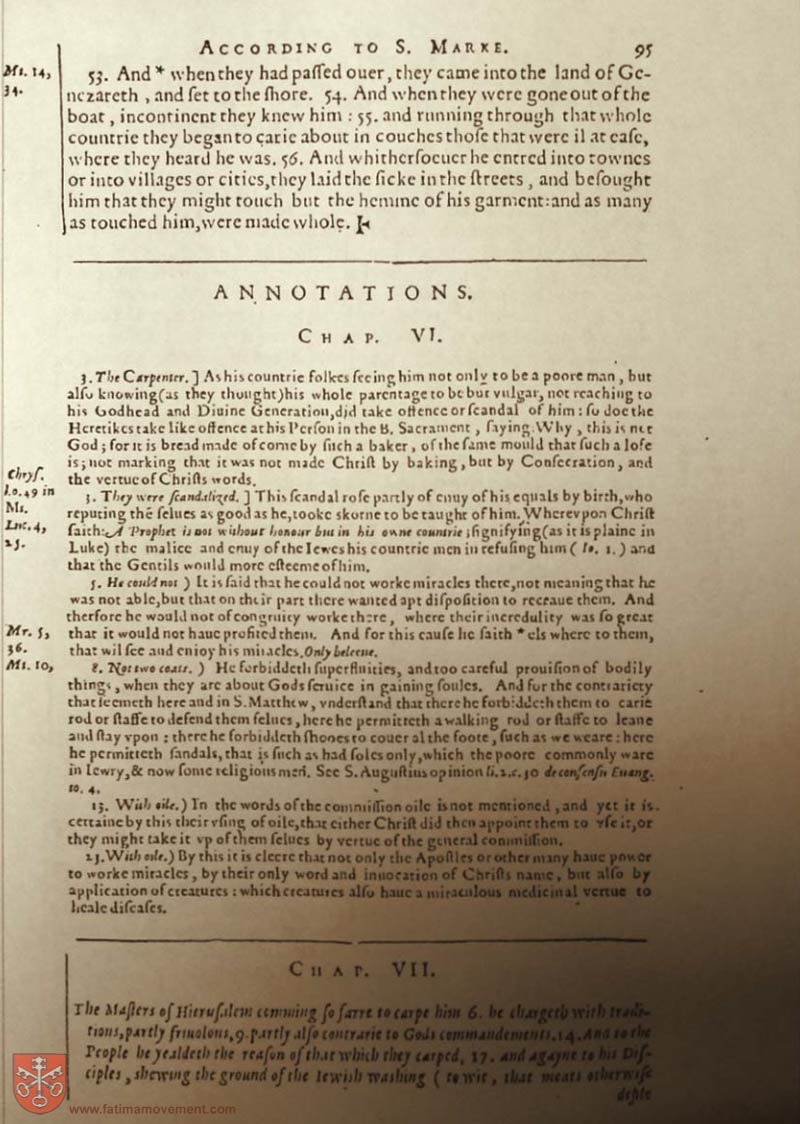 ACCORDING TO S. MARKE. 95
Mt. 14,
34.
53. And * when they had paſſed ouer, they came into the land of Ge-
nezareth, and ſet to the ſhore. 54. And when they were gone out of the
boat, incontinent they knew him: 55. and running through that whole
countrie they began to carie about in couches thoſe that were il at eaſe,
where they heard he was. 56. And whitherſoeuer he entred into townes
or into villages or cities, they laid the ſicke in the ſtreets, and beſought
him that they might touch but the hemme of his garment: and as many
as touched him, were made whole.
ANNOTATIONS.
CHAP. VI.
3. The Carpenter.] As his countrie folkes ſeeing him not only to be a poore man, but
alſo knowing (as they thought) his whole parentage to be but vulgar, not reaching to
his Godhead and Diuine Generation, did take offence or ſcandal of him: ſo doe the
Heretikes take like offence at his Perſon in the B. Sacrament, ſaying. Why, this is not
God; for it is bread made of corne by ſuch a baker, of the ſame mould that ſuch a lofe
is; not marking that it was not made Chriſt by baking, but by Conſecration, and
the vertue of Chriſts words.
Chryſ.
ho. 49 in
Mt.
Luc. 4,
25.
3. They were ſcandalized.] This ſcandal roſe partly of enuy of his equals by birth, who
reputing thē ſelues as good as he, tooke skorne to be taught of him. Wherevpon Chriſt
ſaith: A Prophet is not without honour but in his owne countrie; ſignifying (as it is plaine in
Luke) the malice and enuy of the Iewes his countrie men in refuſing him (Io. 1.) and
that the Gentils would more eſteeme of him.
5. He could not) It is ſaid that he could not worke miracles there, not meaning that he
was not able, but that on their part there wanted apt diſpoſition to receaue them. And
therfore he would not of congruity worke there, where their incredulity was ſo great
Mr. 5,
36.
that it would not haue profited them. And for this cauſe he ſaith * els where to them,
that wil ſee and enioy his miracles. Only beleeue.
Mt. 10,
8. Not two coats.) He forbiddeth ſuperfluities, and too careful prouiſion of bodily
things, when they are about Gods ſeruice in gaining ſoules. And for the contrariety
that ſeemeth here and in S. Matthew, vnderſtand that there he forbiddeth them to carie
rod or ſtaffe to defend them ſelues, here he permitteth a walking rod or ſtaffe to leane
and ſtay vpon: there he forbiddeth ſhooes to couer al the foote, ſuch as we weare: here
he permitteth ſandals, that is ſuch as had ſoles only, which the poore commonly ware
in Iewry, & now ſome religious men. See S. Auguſtins opinion li. 2. c. 30 de conſenſu Euang.
to. 4.
13. With oile.) In the words of the commiſſion oile is not mentioned, and yet it is
certaine by this their vſing of oile, that either Chriſt did then appoint them to vſe it, or
they might take it vp of them ſelues by vertue of the general commiſſion.
13. With oile.) By this it is cleere that not only the Apoſtles or other many haue power
to worke miracles, by their only word and inuocation of Chriſts name, but alſo by
application of creatures: which creatures alſo haue a miraculous medicinal vertue to
heale diſeaſes.
CHAP. VII.
The Maſters of Hieruſalem comming ſo farre to carpe him 6. he chargeth with tradi-
tions, partly friuolous, 9. partly alſo contrarie to Gods commandements. 14. And to the
People he yealdeth the reaſon of that which they carped, 17. and agayne to his Diſ-
ciples, shewing the ground of the Iewish washing (to wit, that meats otherwiſe
defile
www.fatimamovement.com